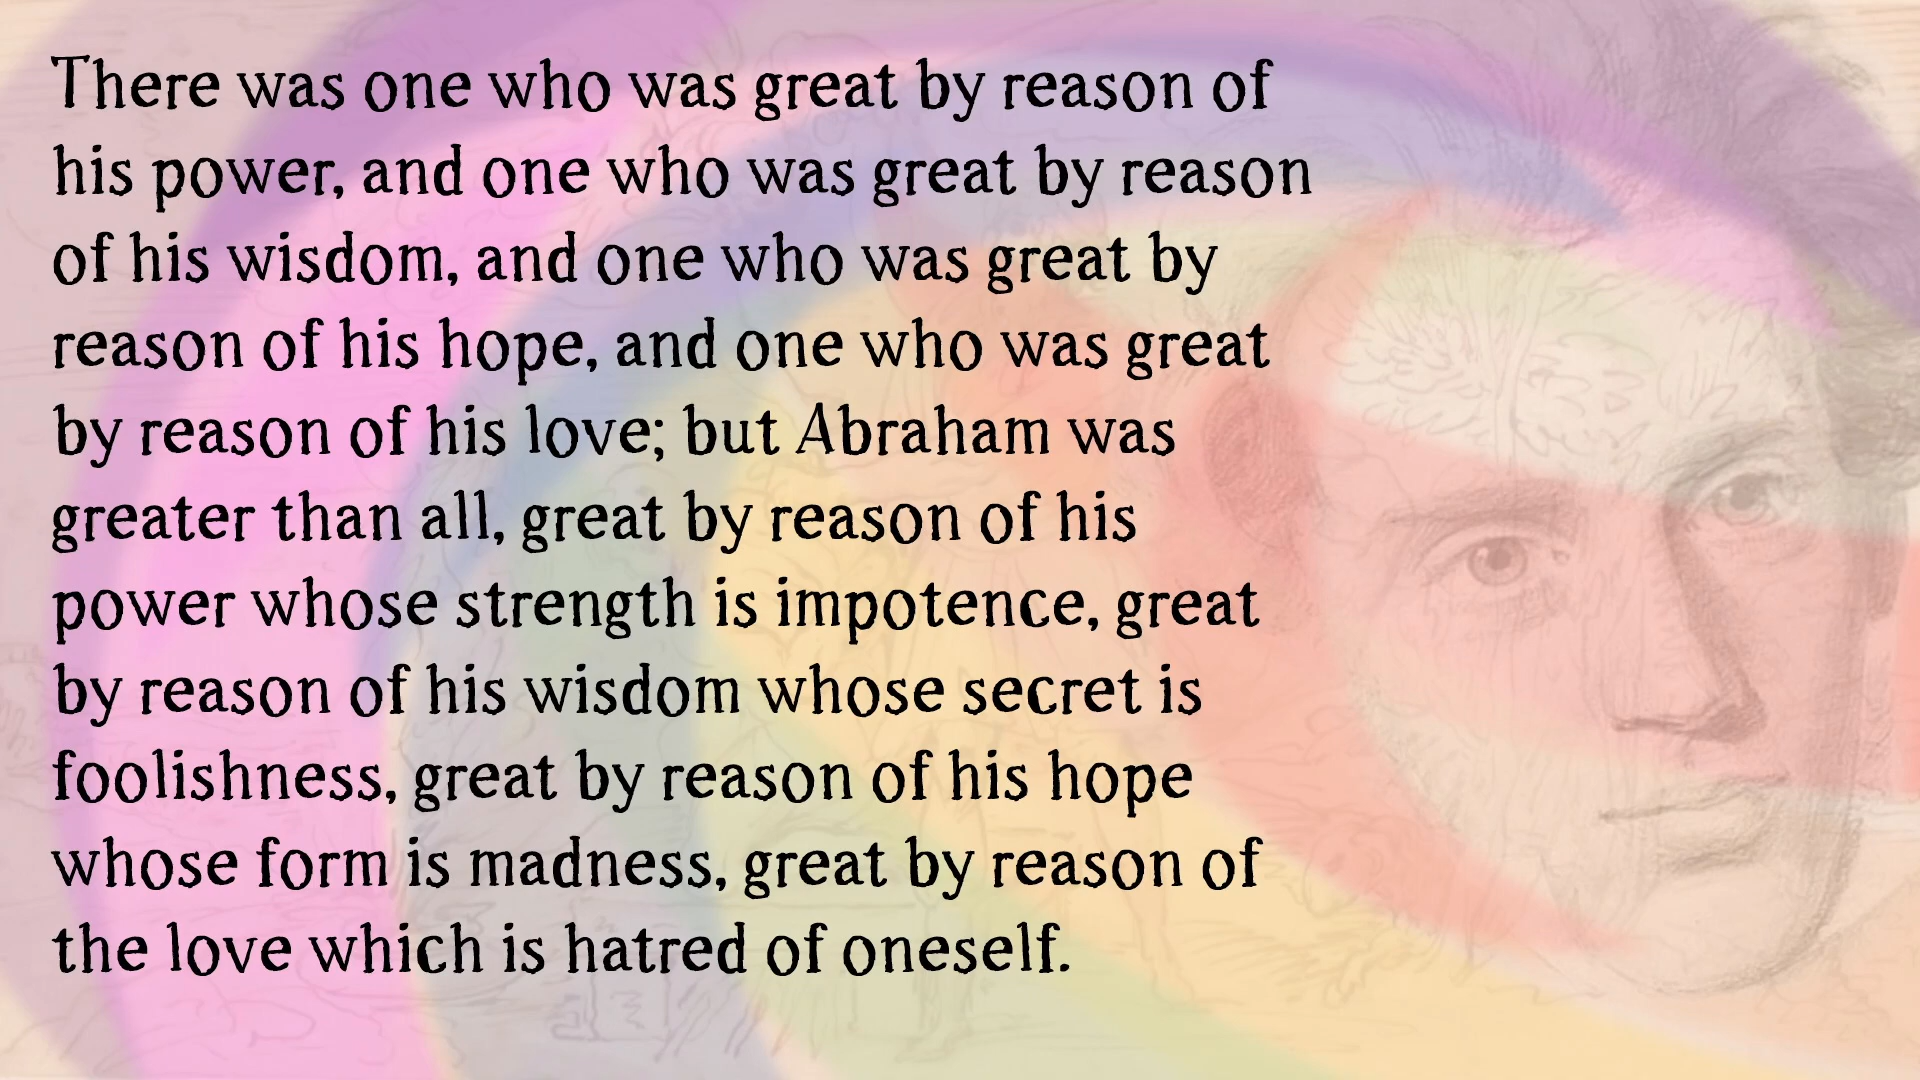 There was one who was great by reason of
his power, and one who was great by reason
of his wisdom, and one who was great by
reason of his hope, and one who was great
by reason of his love; but Abraham was
greater than all, great by reason of his
power whose strength is impotence, great
by reason of his wisdom whose secret is
foolishness, great by reason of his hope
whose form is madness, great by reason of
the love which is hatred of oneself.